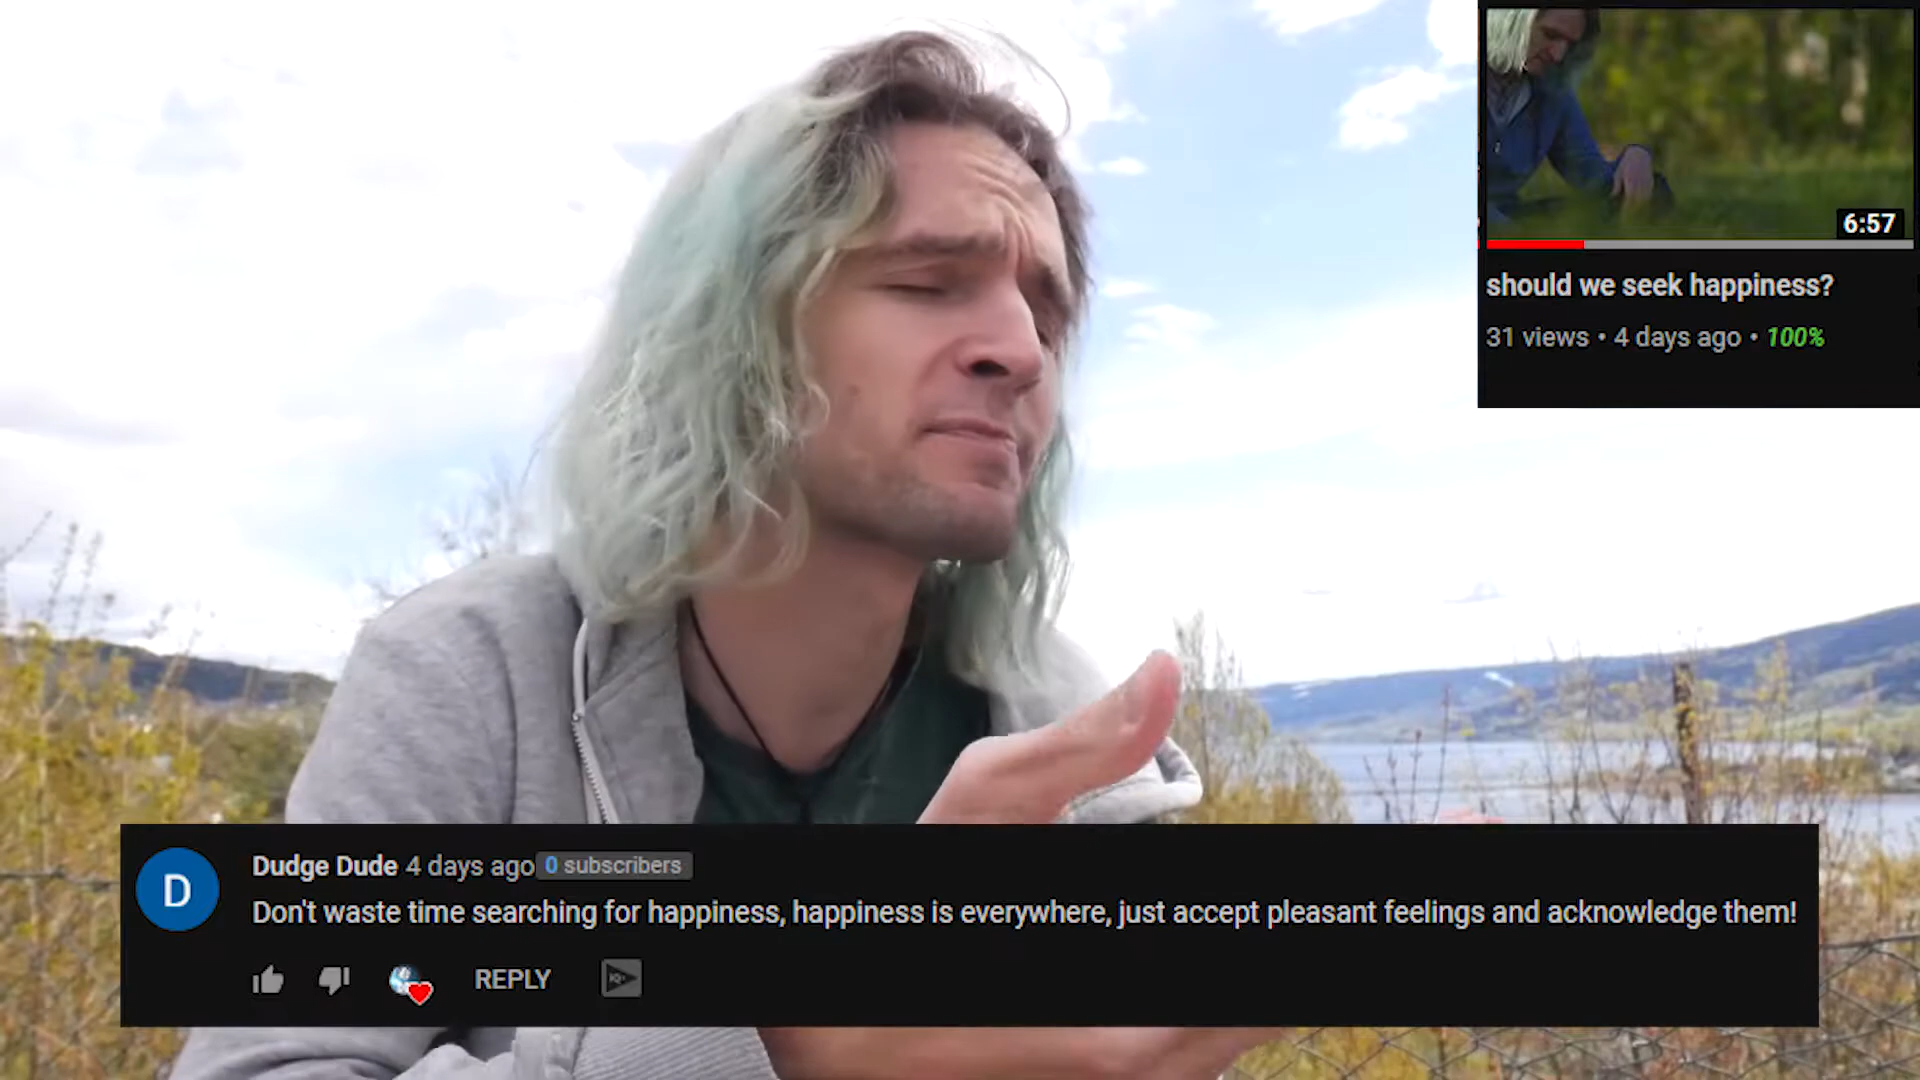 6:57
should we seek happiness?
31 views • 4 days ago • 100%
D
Dudge Dude 4 days ago 0 subscribers
Don't waste time searching for happiness, happiness is everywhere, just accept pleasant feelings and acknowledge them!
REPLY